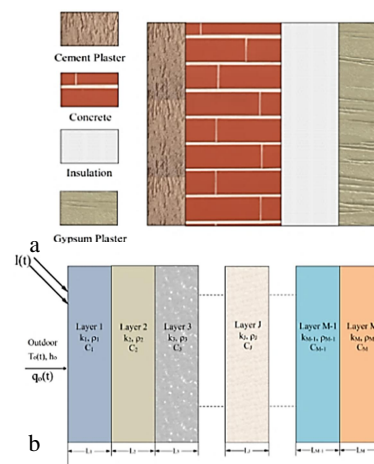 Cement Plaster
Concrete
Insulation
Gypsum Plaster
a
I(t)
Outdoor
To(t), ho
qo(t)
Layer 1
k1, ρ1
C1
Layer 2
k2, ρ2
C2
Layer 3
k3, ρ3
C3
Layer J
kJ, ρJ
CJ
Layer M-1
kM-1, ρM-1
CM-1
Layer M
kM, ρM
CM
b
L1
L2
L3
LJ
LM-1
LM